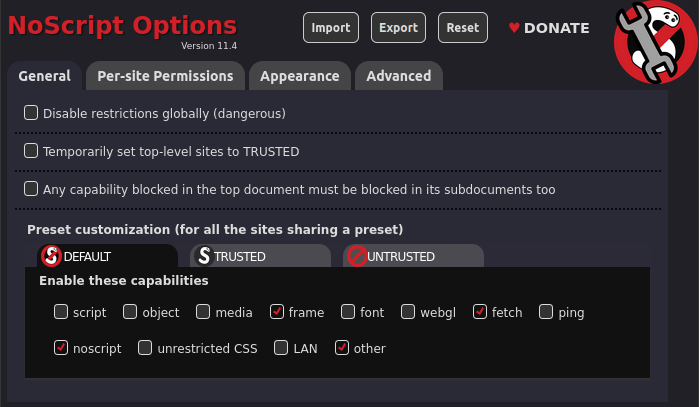 NoScript Options
Version 11.4
Import Export Reset ♥ DONATE
General Per-site Permissions Appearance Advanced
Disable restrictions globally (dangerous)
Temporarily set top-level sites to TRUSTED
Any capability blocked in the top document must be blocked in its subdocuments too
Preset customization (for all the sites sharing a preset)
DEFAULT TRUSTED UNTRUSTED
Enable these capabilities
script object media frame font webgl fetch ping
noscript unrestricted CSS LAN other